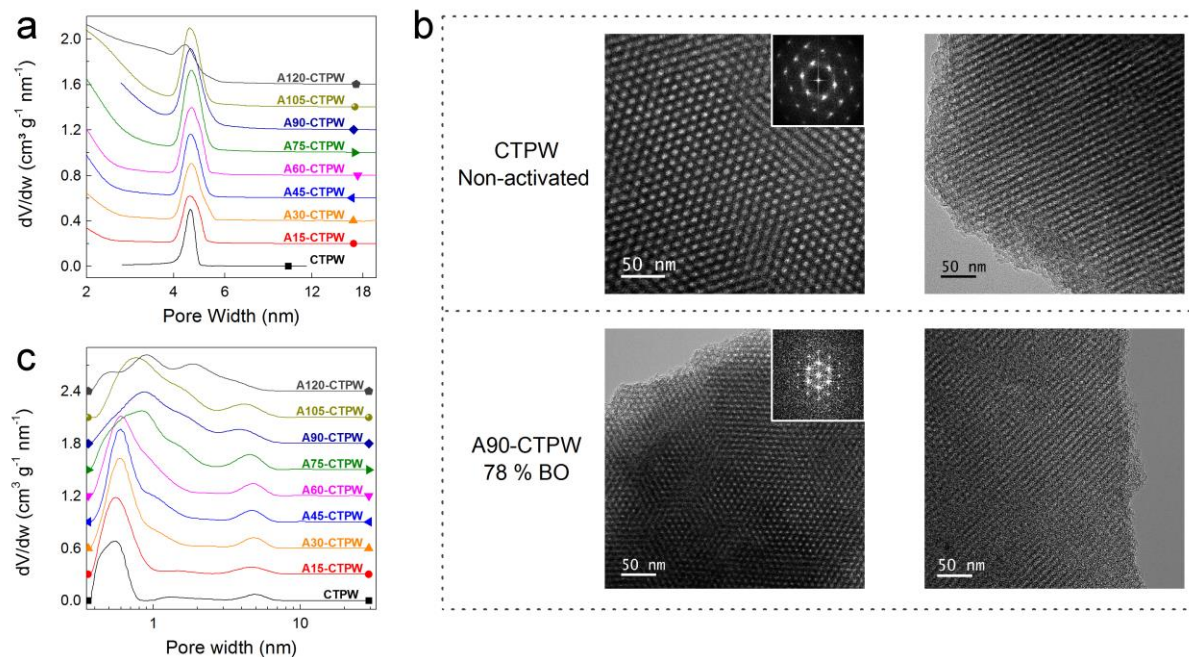 a
dV/dw (cm³ g⁻¹ nm⁻¹)
2.0
1.6
1.2
0.8
0.4
0.0
A120-CTPW
A105-CTPW
A90-CTPW
A75-CTPW
A60-CTPW
A45-CTPW
A30-CTPW
A15-CTPW
CTPW
2 4 6 12 18
Pore Width (nm)
b
CTPW
Non-activated
50 nm
50 nm
A90-CTPW
78 % BO
50 nm
50 nm
c
dV/dw (cm³ g⁻¹ nm⁻¹)
2.4
1.8
1.2
0.6
0.0
A120-CTPW
A105-CTPW
A90-CTPW
A75-CTPW
A60-CTPW
A45-CTPW
A30-CTPW
A15-CTPW
CTPW
1 10
Pore width (nm)